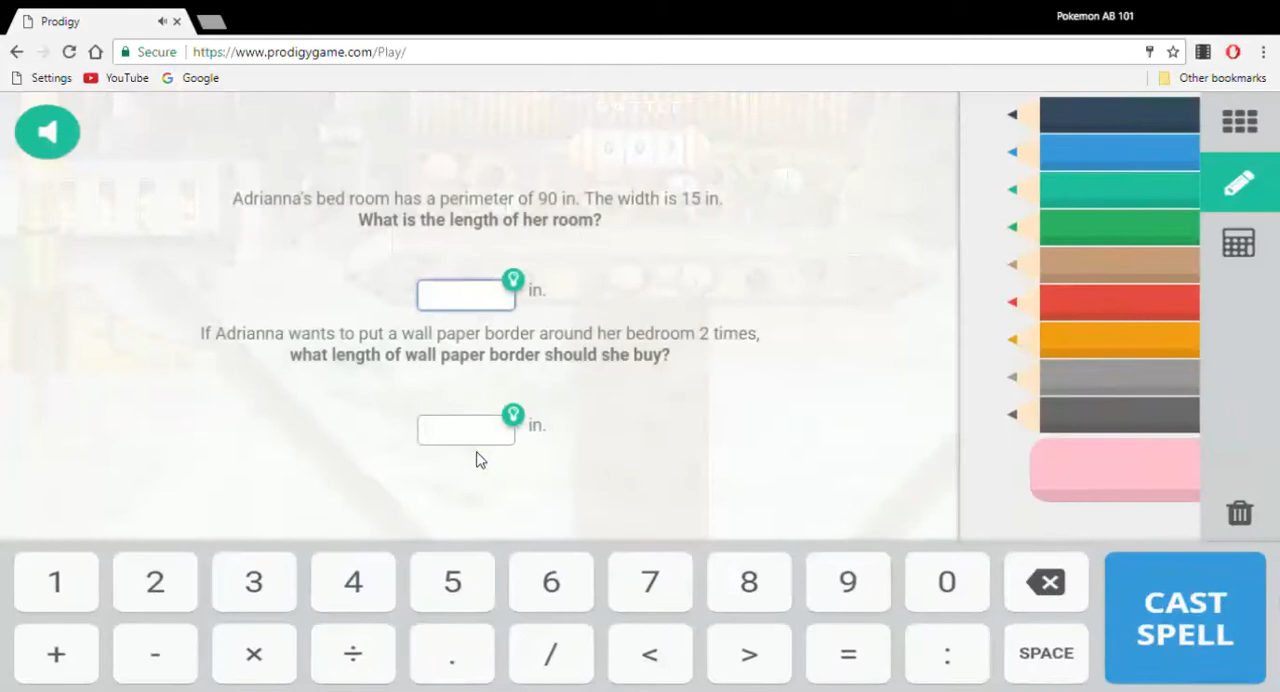 Prodigy
Pokemon AB 101
Secure https://www.prodigygame.com/Play/
Settings YouTube Google Other bookmarks
BATTLE
Adrianna's bed room has a perimeter of 90 in. The width is 15 in.
What is the length of her room?
in.
If Adrianna wants to put a wall paper border around her bedroom 2 times,
what length of wall paper border should she buy?
in.
1 2 3 4 5 6 7 8 9 0
+ - × ÷ . / < > = : SPACE
CAST
SPELL